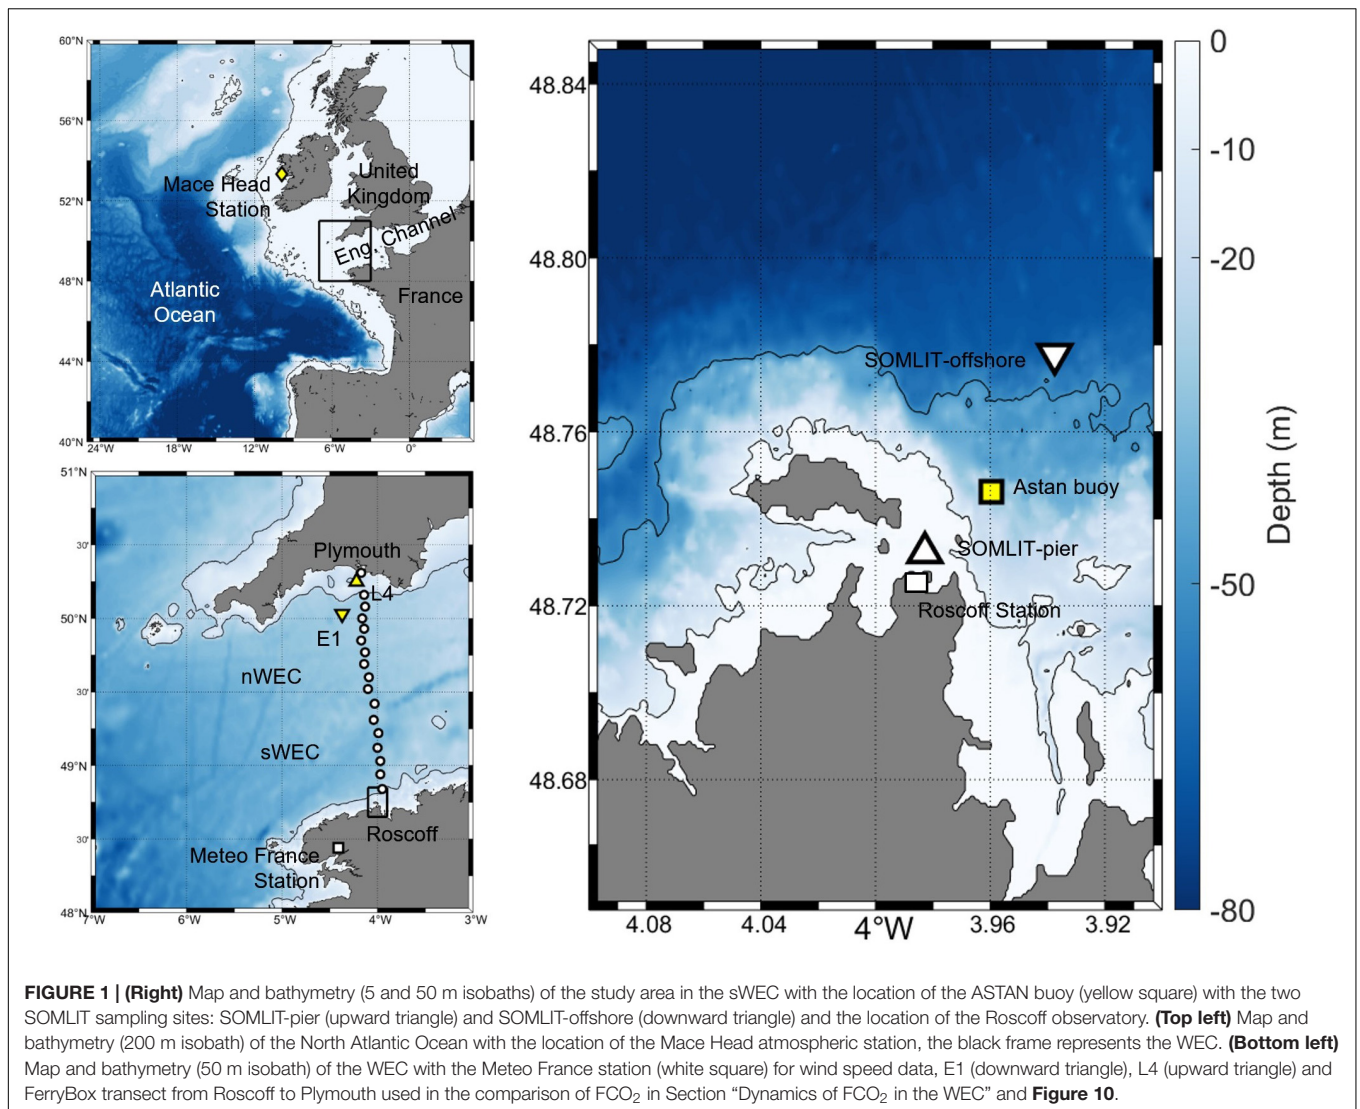 60°N
56°N
52°N
48°N
44°N
40°N
24°W
18°W
12°W
6°W
0°
Mace Head
Station
United
Kingdom
Eng. Channel
France
Atlantic
Ocean
51°N
30'
50°N
30'
49°N
30'
48°N
7°W
6°W
5°W
4°W
3°W
Plymouth
L4
E1
nWEC
sWEC
Roscoff
Meteo France
Station
48.84
48.80
48.76
48.72
48.68
4.08
4.04
4°W
3.96
3.92
SOMLIT-offshore
Astan buoy
SOMLIT-pier
Roscoff Station
0
-10
-20
-50
-80
Depth (m)
FIGURE 1 | (Right) Map and bathymetry (5 and 50 m isobaths) of the study area in the sWEC with the location of the ASTAN buoy (yellow square) with the two
SOMLIT sampling sites: SOMLIT-pier (upward triangle) and SOMLIT-offshore (downward triangle) and the location of the Roscoff observatory. (Top left) Map and
bathymetry (200 m isobath) of the North Atlantic Ocean with the location of the Mace Head atmospheric station, the black frame represents the WEC. (Bottom left)
Map and bathymetry (50 m isobath) of the WEC with the Meteo France station (white square) for wind speed data, E1 (downward triangle), L4 (upward triangle) and
FerryBox transect from Roscoff to Plymouth used in the comparison of FCO₂ in Section “Dynamics of FCO₂ in the WEC” and Figure 10.